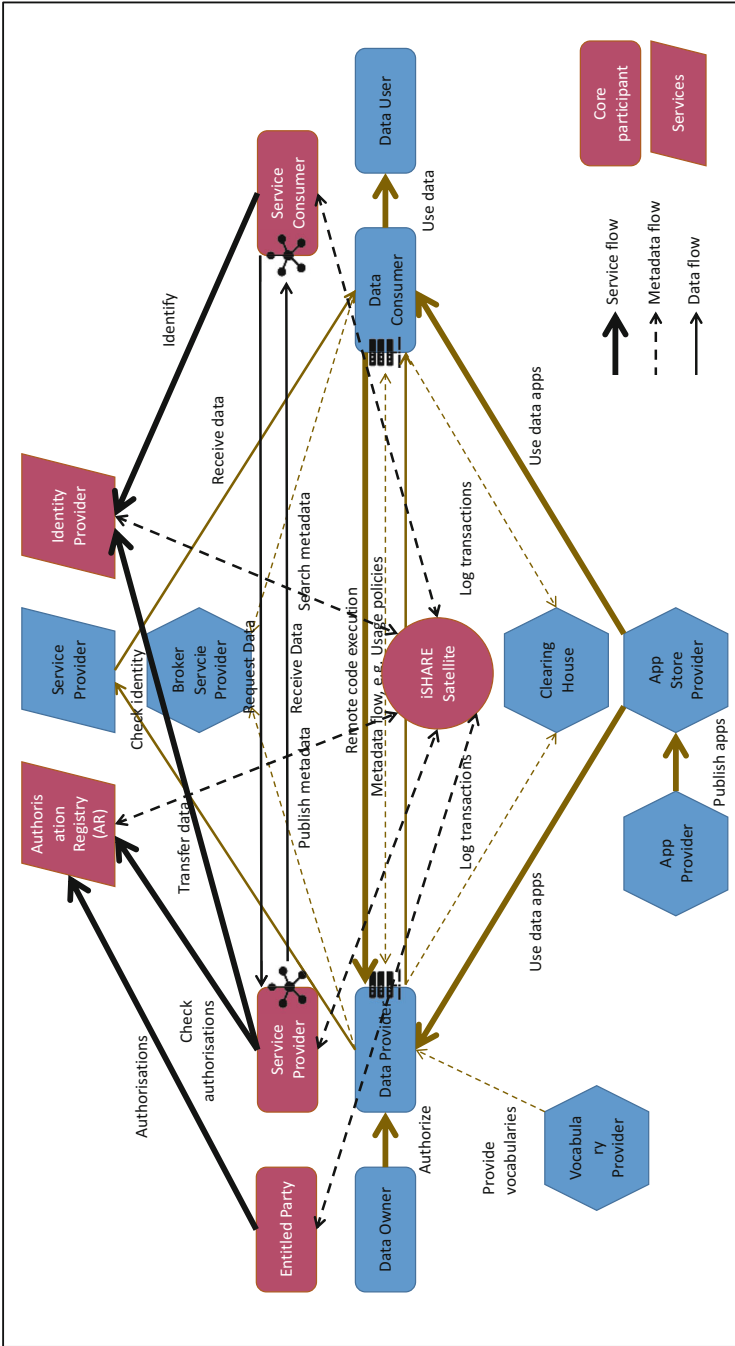 Authoris
ation
Registry
(AR)
Service
Provider
Identity
Provider
Authorisations
Check
authorisations
Transfer data
Check identity
Broker
Servcie
Provider
Receive data
Identify
Entitled Party
Service
Provider
Request Data
Search metadata
Receive Data
Publish metadata
Service
Consumer
Remote code execution
Metadata flow, e.g. Usage policies
Data Owner
Authorize
Data Provider
Data
Consumer
Use data
Data User
iSHARE
Satellite
Log transactions
Log transactions
Provide
vocabularies
Clearing
House
Vocabula
ry
Provider
Use data apps
Use data apps
App
Provider
Publish apps
App
Store
Provider
Service flow
Metadata flow
Data flow
Core
participant
Services